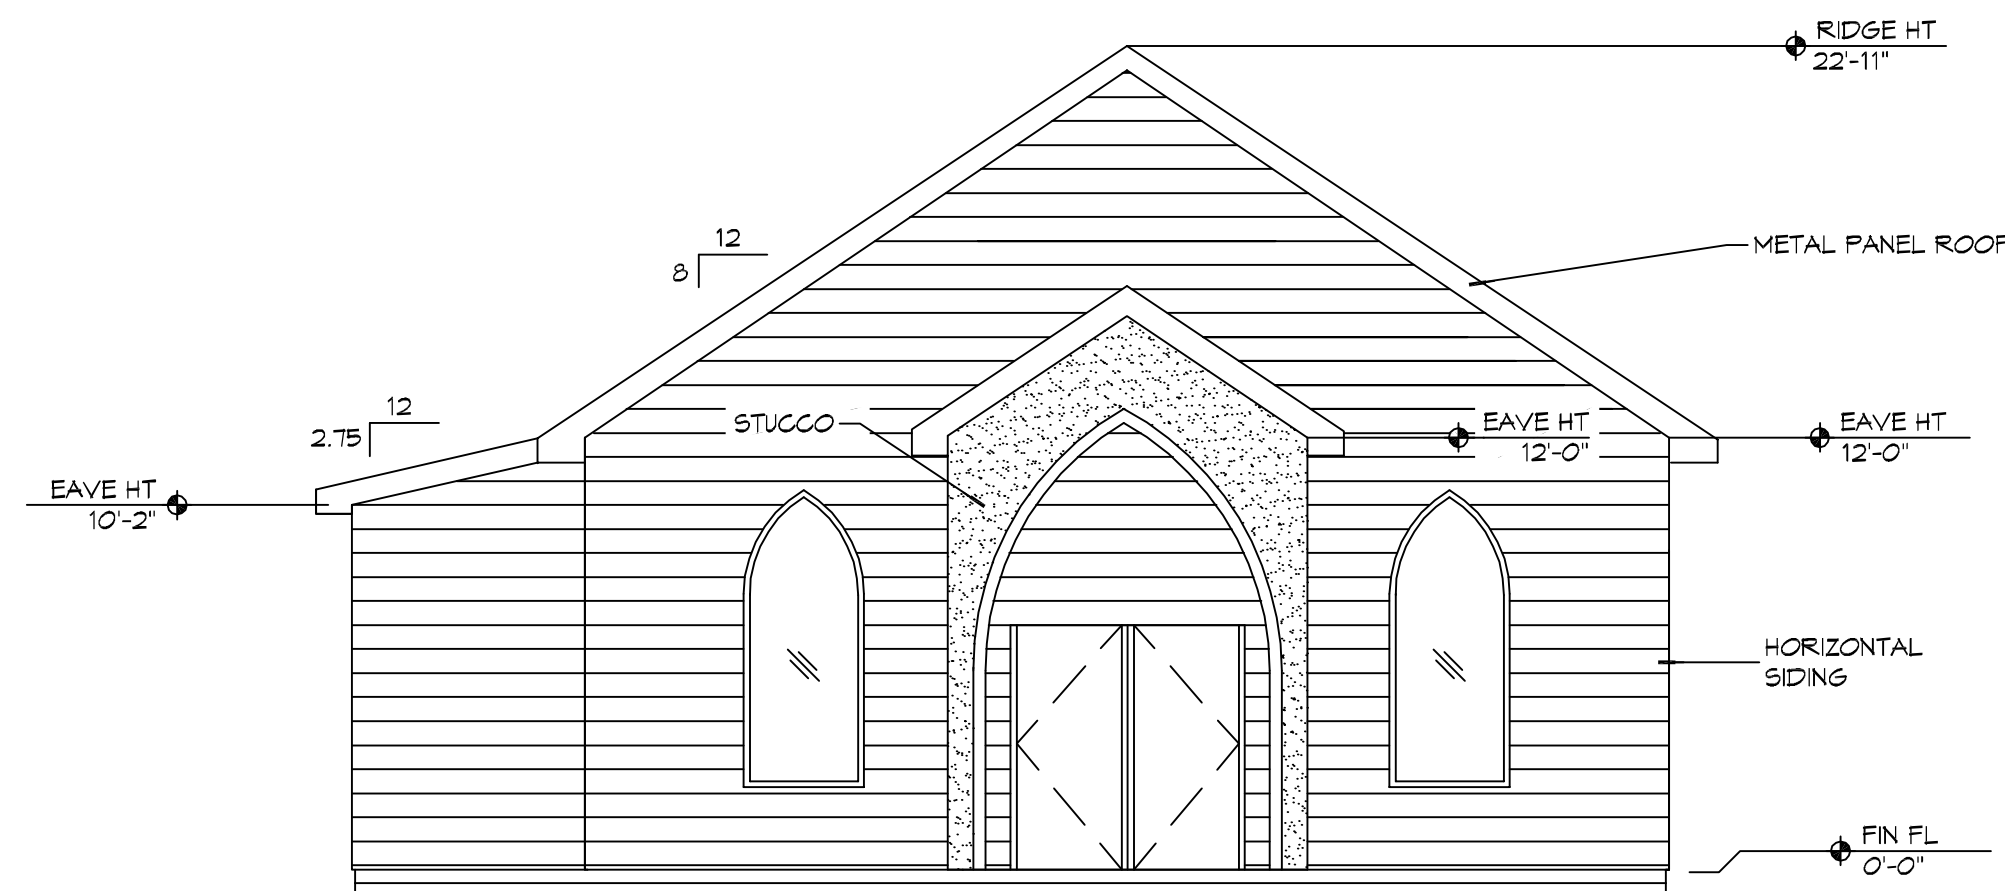 RIDGE HT
22'-11"
12
8
METAL PANEL ROOF
12
2.75
STUCCO
EAVE HT
12'-0"
EAVE HT
12'-0"
EAVE HT
10'-2"
HORIZONTAL
SIDING
FIN FL
0'-0"